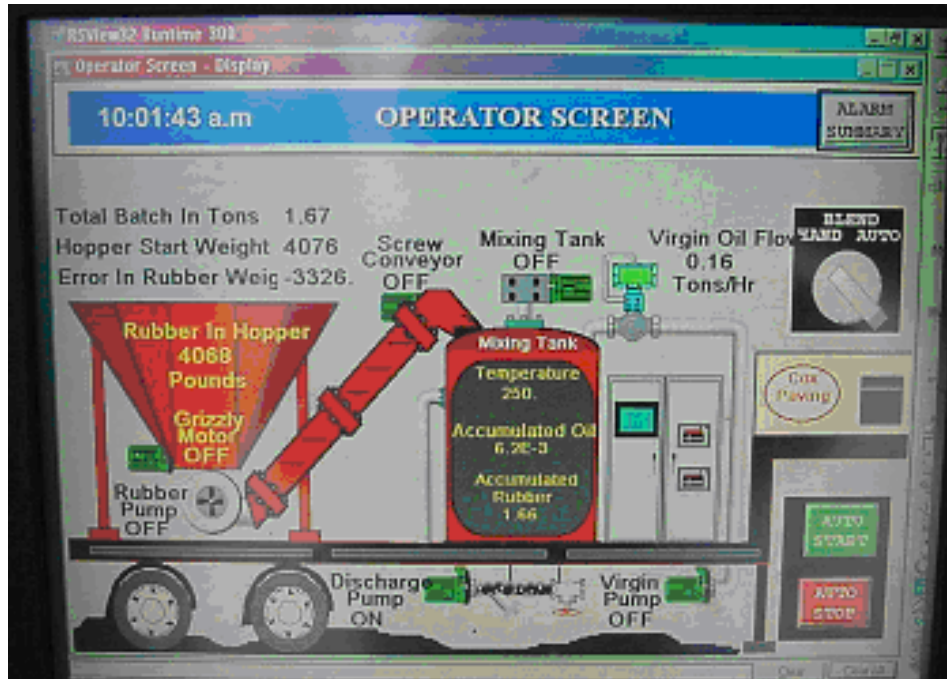 RSView32 Runtime 300
Operator Screen - Display
10:01:43 a.m
OPERATOR SCREEN
ALARM
SUMMARY
Total Batch In Tons 1.67
Hopper Start Weight 4076
Error In Rubber Weig -3326.
Screw
Conveyor
OFF
Mixing Tank
OFF
Virgin Oil Flow
0.16
Tons/Hr
BLEND
HAND AUTO
Rubber In Hopper
4068
Pounds
Grizzly
Motor
OFF
Mixing Tank
Temperature
250.
Accumulated Oil
6.2E-3
Accumulated
Rubber
1.66
Cox
Paving
Rubber
Pump
OFF
AUTO
START
Discharge
Pump
ON
Virgin
Pump
OFF
AUTO
STOP